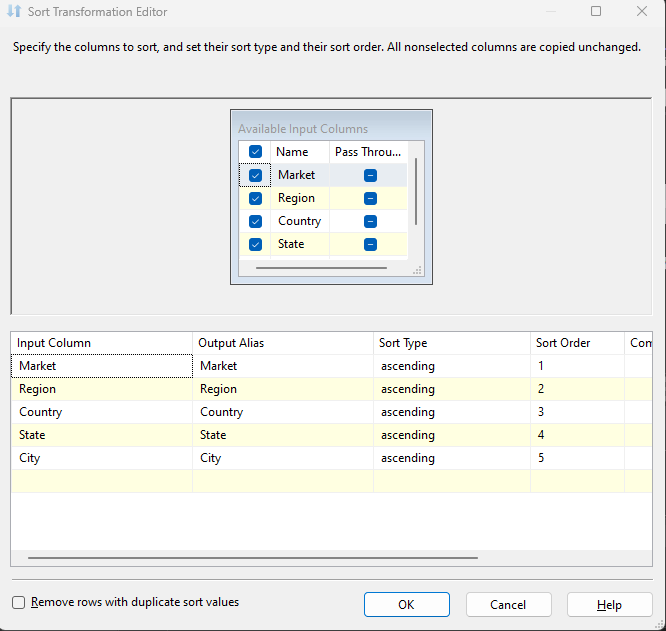 Sort Transformation Editor
Specify the columns to sort, and set their sort type and their sort order. All nonselected columns are copied unchanged.
Available Input Columns
Name Pass Throu...
Market
Region
Country
State
Input Column Output Alias Sort Type Sort Order Com
Market Market ascending 1
Region Region ascending 2
Country Country ascending 3
State State ascending 4
City City ascending 5
Remove rows with duplicate sort values
OK Cancel Help